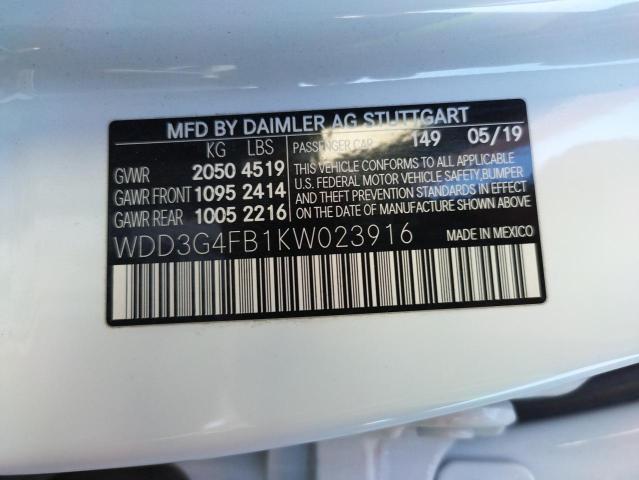 MFD BY DAIMLER AG STUTTGART
KG LBS PASSENGER CAR 149 05/19
GVWR 2050 4519
GAWR FRONT 1095 2414
GAWR REAR 1005 2216
THIS VEHICLE CONFORMS TO ALL APPLICABLE
U.S. FEDERAL MOTOR VEHICLE SAFETY, BUMPER
AND THEFT PREVENTION STANDARDS IN EFFECT
ON THE DATE OF MANUFACTURE SHOWN ABOVE.
WDD3G4FB1KW023916 MADE IN MEXICO